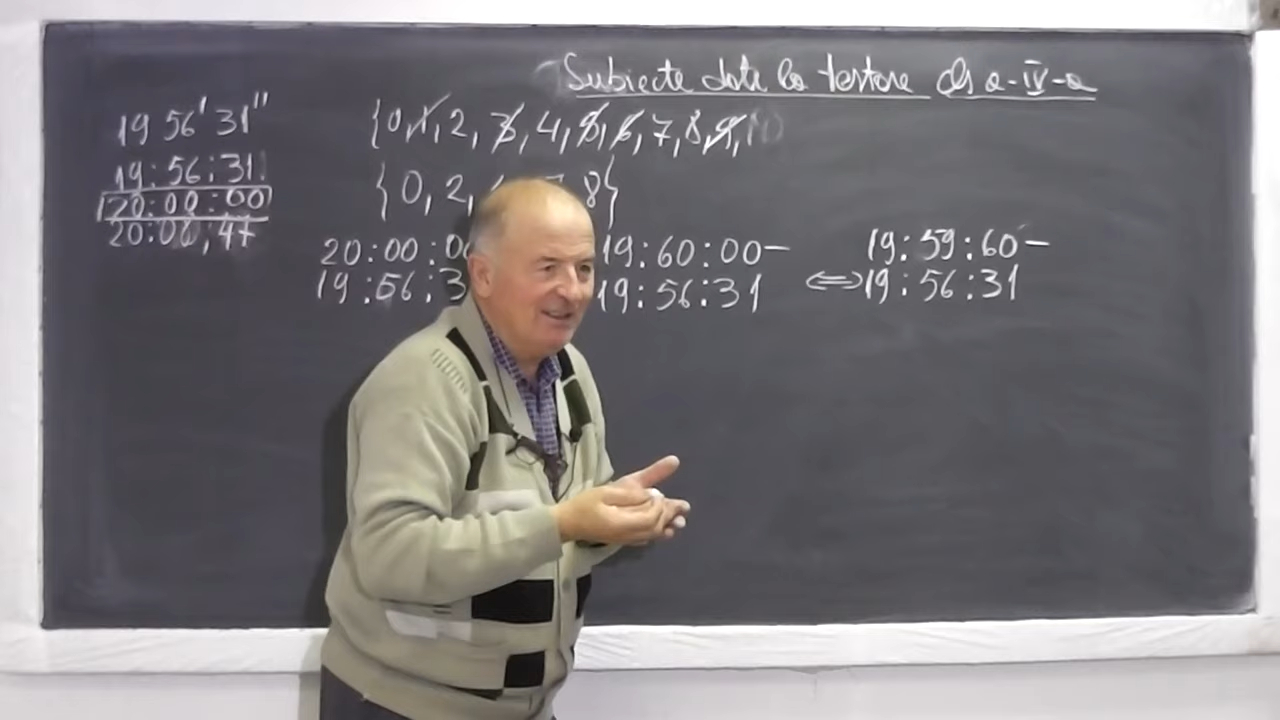 Subiecte date la testare cls a-IV-a
19 56' 31''
19:56:31
20:00:00
20:00:47
{0, 1, 2, 3, 4, 5, 6, 7, 8, 9, 10
{0, 2, 8}
20:00:0
19:56:3
19:60:00−
19:56:31
19:59:60−
⇔ 19:56:31